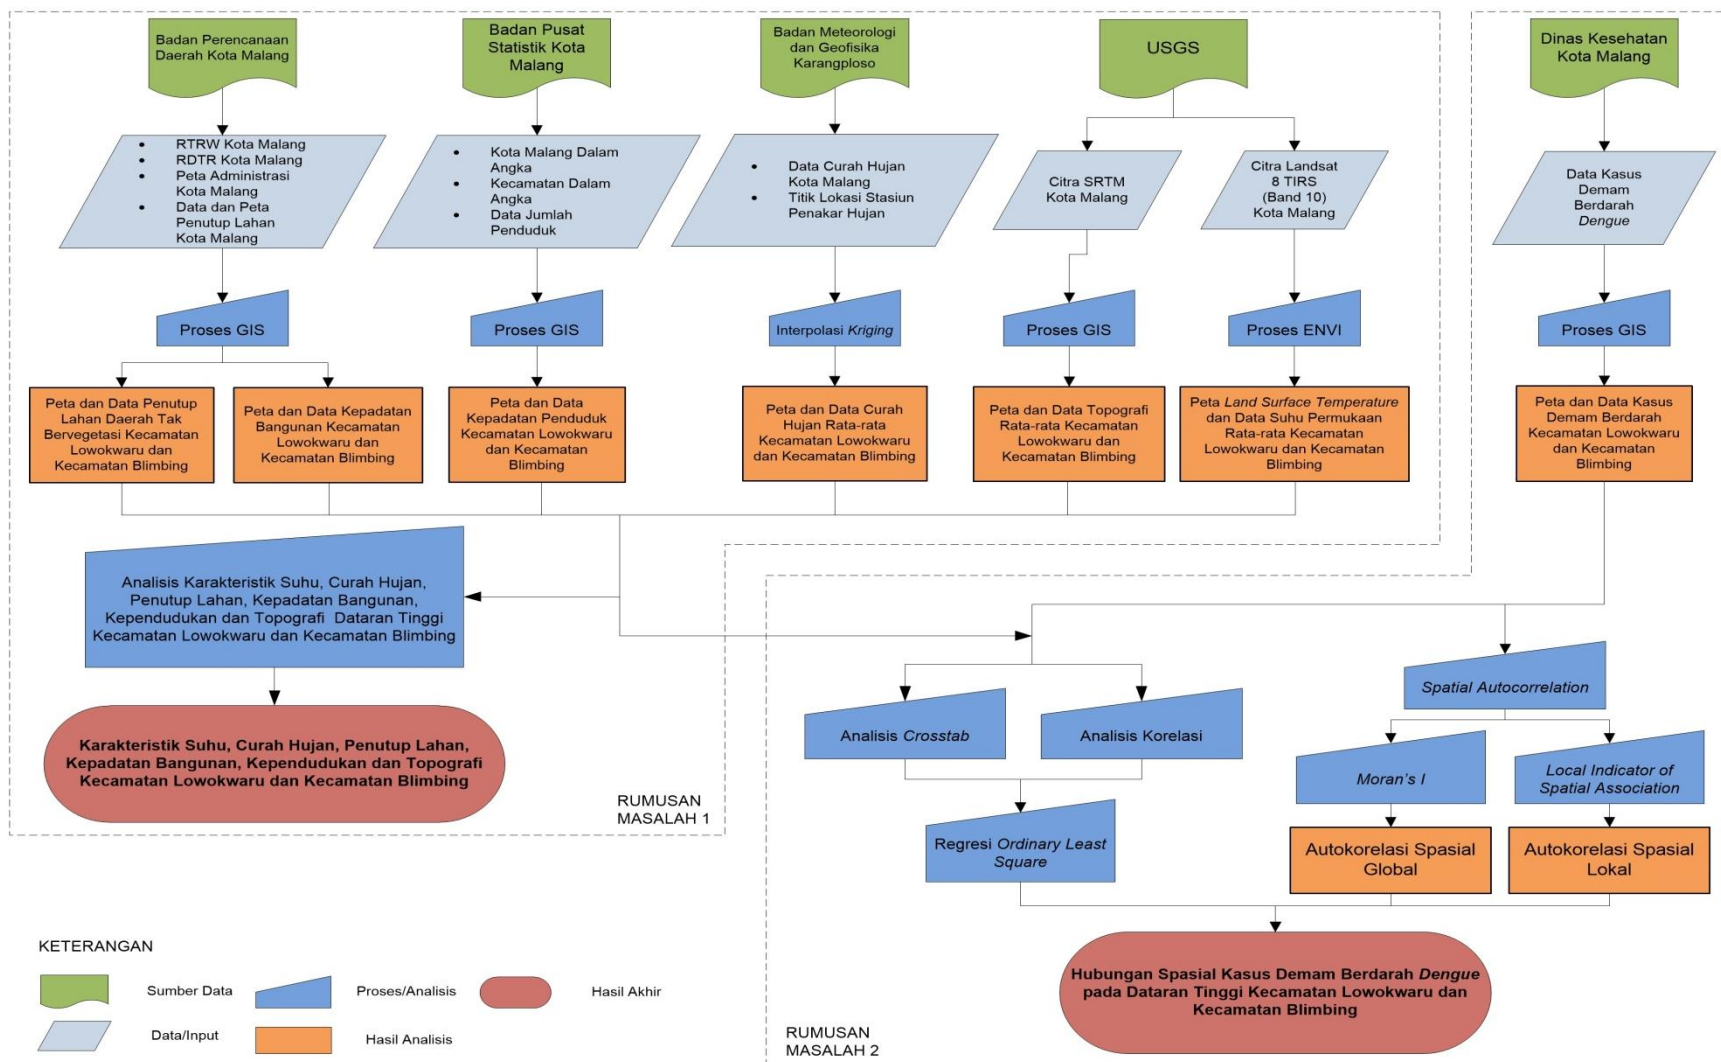 Badan Perencanaan
Daerah Kota Malang
Badan Pusat
Statistik Kota
Malang
Badan Meteorologi
dan Geofisika
Karangploso
USGS
Dinas Kesehatan
Kota Malang
• RTRW Kota Malang
• RDTR Kota Malang
• Peta Administrasi
Kota Malang
• Data dan Peta
Penutup Lahan
Kota Malang
• Kota Malang Dalam
Angka
• Kecamatan Dalam
Angka
• Data Jumlah
Penduduk
• Data Curah Hujan
Kota Malang
• Titik Lokasi Stasiun
Penakar Hujan
Citra SRTM
Kota Malang
Citra Landsat
8 TIRS
(Band 10)
Kota Malang
Data Kasus
Demam
Berdarah
Dengue
Proses GIS
Proses GIS
Interpolasi Kriging
Proses GIS
Proses ENVI
Proses GIS
Peta dan Data Penutup
Lahan Daerah Tak
Bervegetasi Kecamatan
Lowokwaru dan
Kecamatan Blimbing
Peta dan Data Kepadatan
Bangunan Kecamatan
Lowokwaru dan
Kecamatan Blimbing
Peta dan Data
Kepadatan Penduduk
Kecamatan Lowokwaru
dan Kecamatan
Blimbing
Peta dan Data Curah
Hujan Rata-rata
Kecamatan Lowokwaru
dan Kecamatan Blimbing
Peta dan Data Topografi
Rata-rata Kecamatan
Lowokwaru dan
Kecamatan Blimbing
Peta Land Surface Temperature
dan Data Suhu Permukaan
Rata-rata Kecamatan
Lowokwaru dan Kecamatan
Blimbing
Peta dan Data Kasus
Demam Berdarah
Kecamatan Lowokwaru
dan Kecamatan
Blimbing
Analisis Karakteristik Suhu, Curah Hujan,
Penutup Lahan, Kepadatan Bangunan,
Kependudukan dan Topografi Dataran Tinggi
Kecamatan Lowokwaru dan Kecamatan Blimbing
Karakteristik Suhu, Curah Hujan, Penutup Lahan,
Kepadatan Bangunan, Kependudukan dan Topografi
Kecamatan Lowokwaru dan Kecamatan Blimbing
RUMUSAN
MASALAH 1
Analisis Crosstab
Analisis Korelasi
Regresi Ordinary Least
Square
Spatial Autocorrelation
Moran's I
Local Indicator of
Spatial Association
Autokorelasi Spasial
Global
Autokorelasi Spasial
Lokal
Hubungan Spasial Kasus Demam Berdarah Dengue
pada Dataran Tinggi Kecamatan Lowokwaru dan
Kecamatan Blimbing
RUMUSAN
MASALAH 2
KETERANGAN
Sumber Data
Proses/Analisis
Hasil Akhir
Data/Input
Hasil Analisis